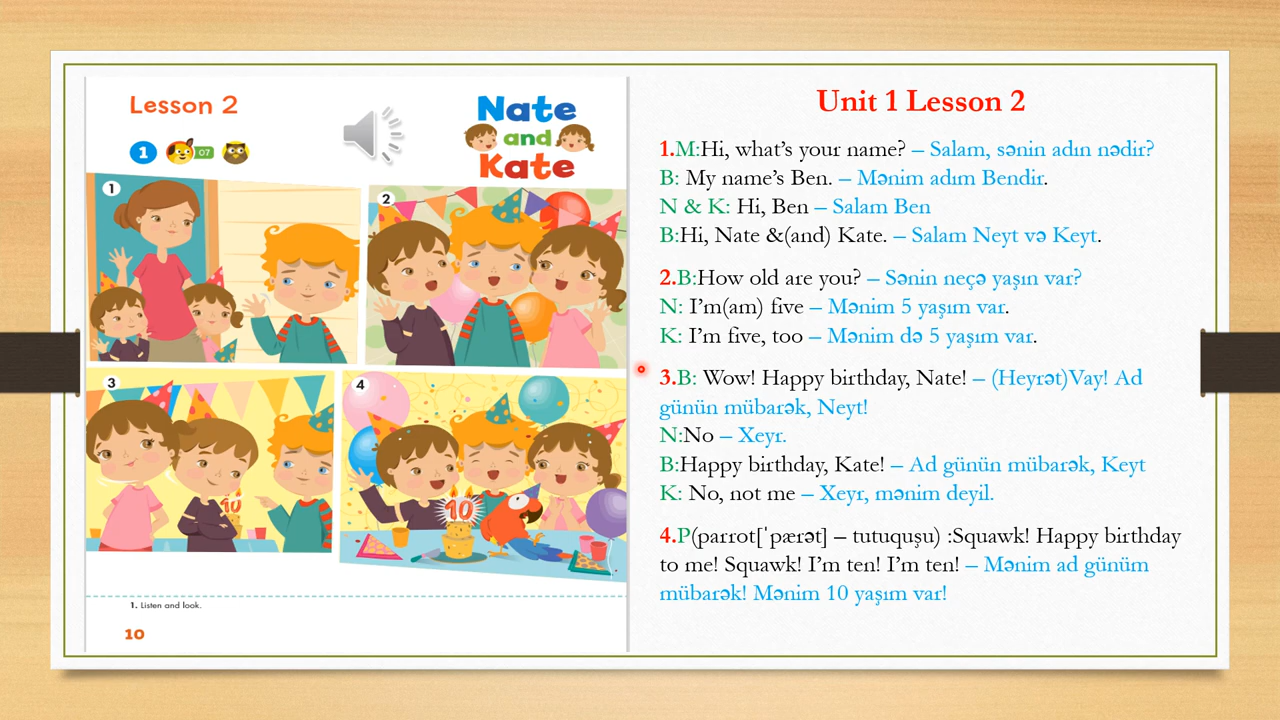 Lesson 2
Nate
and
Kate
1
07
1
2
3
4
10
10
1. Listen and look.
10
Unit 1 Lesson 2
1.M:Hi, what’s your name? – Salam, sənin adın nədir?
B: My name’s Ben. – Mənim adım Bendir.
N & K: Hi, Ben – Salam Ben
B:Hi, Nate &(and) Kate. – Salam Neyt və Keyt.
2.B:How old are you? – Sənin neçə yaşın var?
N: I’m(am) five – Mənim 5 yaşım var.
K: I’m five, too – Mənim də 5 yaşım var.
3.B: Wow! Happy birthday, Nate! – (Heyrət)Vay! Ad
günün mübarək, Neyt!
N:No – Xeyr.
B:Happy birthday, Kate! – Ad günün mübarək, Keyt
K: No, not me – Xeyr, mənim deyil.
4.P(parrot[ˈpærət] – tutuquşu) :Squawk! Happy birthday
to me! Squawk! I’m ten! I’m ten! – Mənim ad günüm
mübarək! Mənim 10 yaşım var!